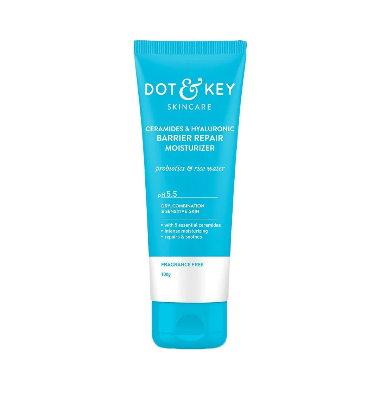 DOT & KEY
SKINCARE
CERAMIDES & HYALURONIC
BARRIER REPAIR
MOISTURIZER
probiotics & rice water
pH 5.5
DRY, COMBINATION
& SENSITIVE SKIN
• with 5 essential ceramides
• intense moisturizing
• repairs & soothes
FRAGRANCE FREE
100g